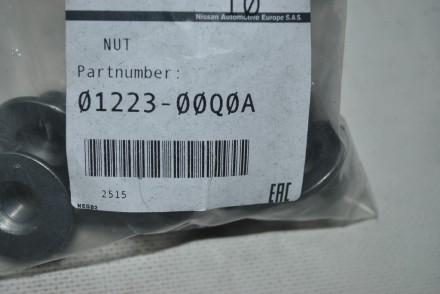 10
Nissan Automotive Europe S.A.S
NUT
Partnumber:
01223-00Q0A
2515
EAC